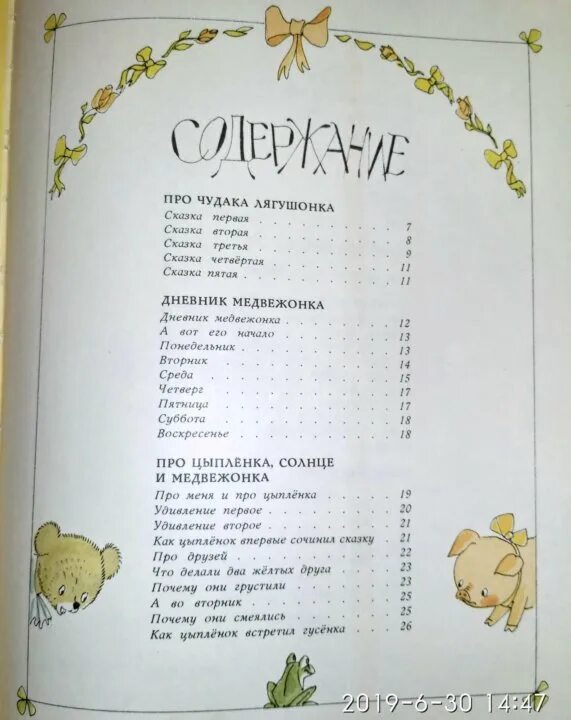 СОДЕРЖАНИЕ
ПРО ЧУДАКА ЛЯГУШОНКА
Сказка первая . . . . . . . . . . 7
Сказка вторая . . . . . . . . . . 8
Сказка третья . . . . . . . . . . 9
Сказка четвёртая . . . . . . . . . 11
Сказка пятая . . . . . . . . . . 11
ДНЕВНИК МЕДВЕЖОНКА
Дневник медвежонка . . . . . . . . 12
А вот его начало . . . . . . . . . 13
Понедельник . . . . . . . . . . 13
Вторник . . . . . . . . . . . 14
Среда . . . . . . . . . . . . 15
Четверг . . . . . . . . . . . 17
Пятница . . . . . . . . . . . 17
Суббота . . . . . . . . . . . 18
Воскресенье . . . . . . . . . . 18
ПРО ЦЫПЛЁНКА, СОЛНЦЕ
И МЕДВЕЖОНКА
Про меня и про цыплёнка . . . . . 19
Удивление первое . . . . . . . . 20
Удивление второе . . . . . . . . 21
Как цыплёнок впервые сочинил сказку 21
Про друзей . . . . . . . . . . 22
Что делали два жёлтых друга . . . . 23
Почему они грустили . . . . . . . 23
А во вторник . . . . . . . . . 25
Почему они смеялись . . . . . . . 25
Как цыплёнок встретил гусёнка . . . 26
2019-6-30 14:47